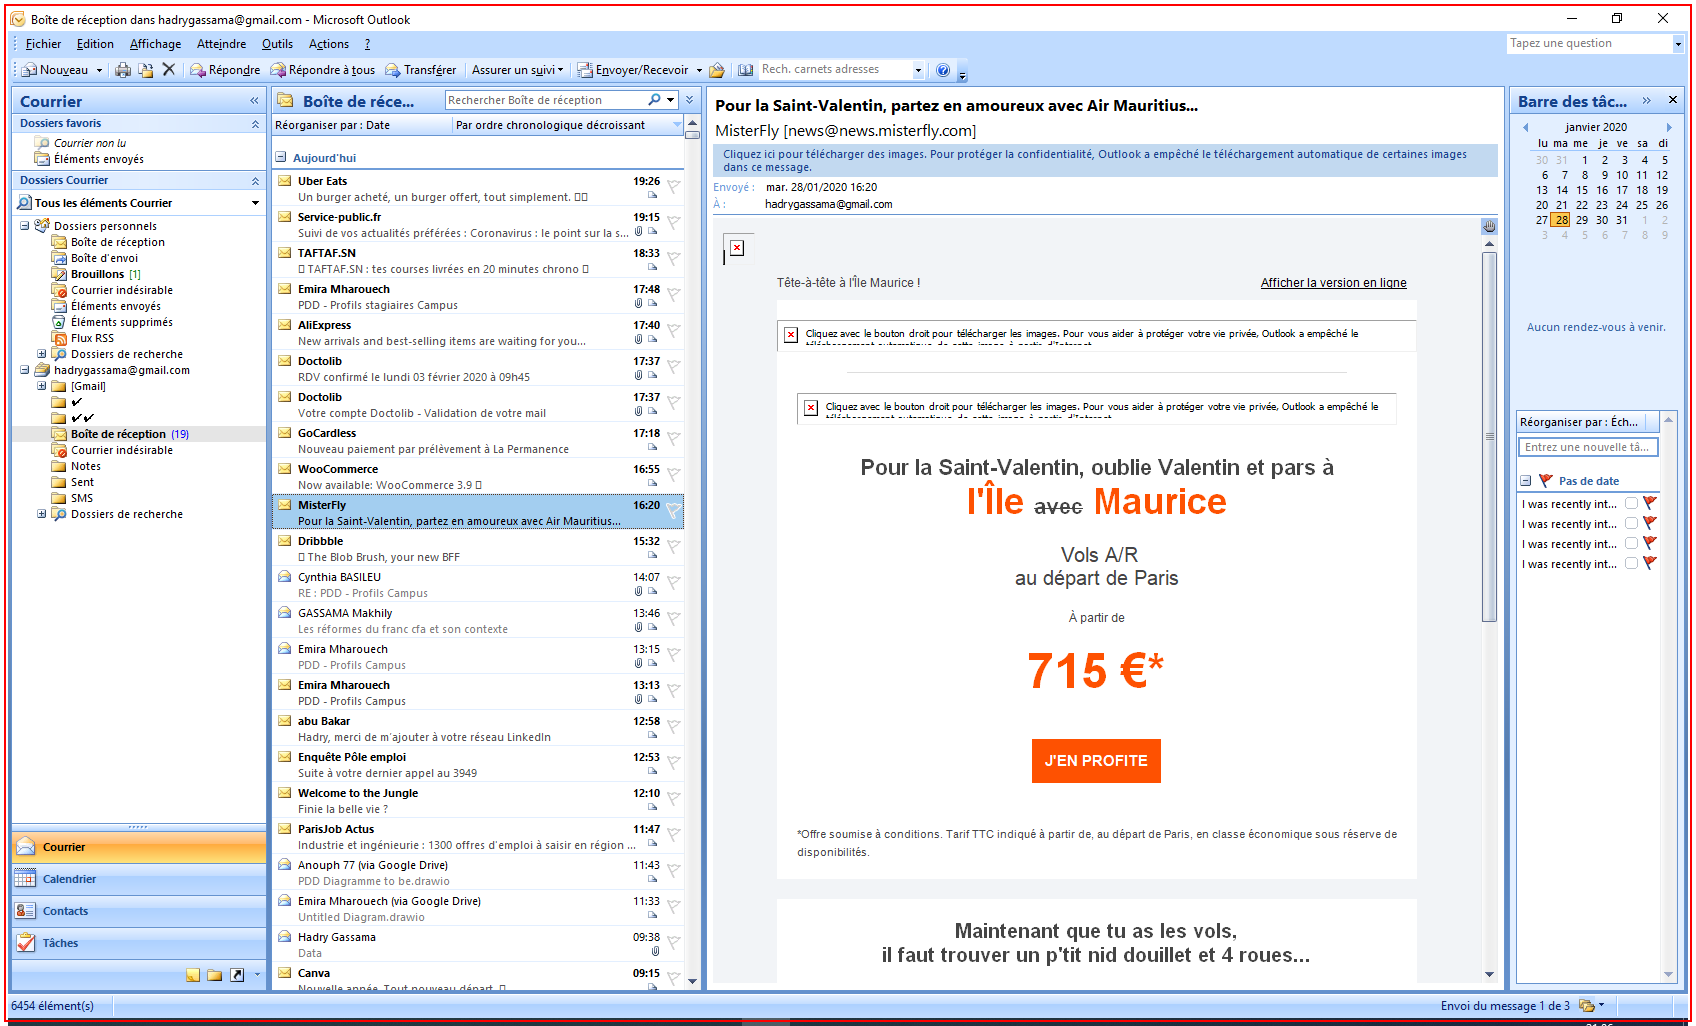 Boîte de réception dans hadrygassama@gmail.com - Microsoft Outlook
Fichier Edition Affichage Atteindre Outils Actions ?
Tapez une question
Nouveau Répondre Répondre à tous Transférer Assurer un suivi Envoyer/Recevoir Rech. carnets adresses
Courrier
Dossiers favoris
Courrier non lu
Éléments envoyés
Dossiers Courrier
Tous les éléments Courrier
Dossiers personnels
Boîte de réception
Boîte d'envoi
Brouillons [1]
Courrier indésirable
Éléments envoyés
Éléments supprimés
Flux RSS
Dossiers de recherche
hadrygassama@gmail.com
[Gmail]
✔
✔✔
Boîte de réception (19)
Courrier indésirable
Notes
Sent
SMS
Dossiers de recherche
Courrier
Calendrier
Contacts
Tâches
Boîte de réce...
Rechercher Boîte de réception
Réorganiser par : Date Par ordre chronologique décroissant
Aujourd'hui
Uber Eats 19:26
Un burger acheté, un burger offert, tout simplement.
Service-public.fr 19:15
Suivi de vos actualités préférées : Coronavirus : le point sur la s...
TAFTAF.SN 18:33
TAFTAF.SN : tes courses livrées en 20 minutes chrono
Emira Mharouech 17:48
PDD - Profils stagiaires Campus
AliExpress 17:40
New arrivals and best-selling items are waiting for you...
Doctolib 17:37
RDV confirmé le lundi 03 février 2020 à 09h45
Doctolib 17:37
Votre compte Doctolib - Validation de votre mail
GoCardless 17:18
Nouveau paiement par prélèvement à La Permanence
WooCommerce 16:55
Now available: WooCommerce 3.9
MisterFly 16:20
Pour la Saint-Valentin, partez en amoureux avec Air Mauritius...
Dribbble 15:32
The Blob Brush, your new BFF
Cynthia BASILEU 14:07
RE : PDD - Profils Campus
GASSAMA Makhily 13:46
Les réformes du franc cfa et son contexte
Emira Mharouech 13:15
PDD - Profils Campus
Emira Mharouech 13:13
PDD - Profils Campus
abu Bakar 12:58
Hadry, merci de m'ajouter à votre réseau LinkedIn
Enquête Pôle emploi 12:53
Suite à votre dernier appel au 3949
Welcome to the Jungle 12:10
Finie la belle vie ?
ParisJob Actus 11:47
Industrie et ingénieurie : 1300 offres d'emploi à saisir en région ...
Anouph 77 (via Google Drive) 11:43
PDD Diagramme to be.drawio
Emira Mharouech (via Google Drive) 11:33
Untitled Diagram.drawio
Hadry Gassama 09:38
Data
Canva 09:15
Nouvelle année. Tout nouveau départ.
Pour la Saint-Valentin, partez en amoureux avec Air Mauritius...
MisterFly [news@news.misterfly.com]
Cliquez ici pour télécharger des images. Pour protéger la confidentialité, Outlook a empêché le téléchargement automatique de certaines images
dans ce message.
Envoyé : mar. 28/01/2020 16:20
À : hadrygassama@gmail.com
Tête-à-tête à l'Île Maurice ! Afficher la version en ligne
Cliquez avec le bouton droit pour télécharger les images. Pour vous aider à protéger votre vie privée, Outlook a empêché le
téléchargement automatique de cette image à partir d'Internet.
Cliquez avec le bouton droit pour télécharger les images. Pour vous aider à protéger votre vie privée, Outlook a empêché le
téléchargement automatique de cette image à partir d'Internet.
Pour la Saint-Valentin, oublie Valentin et pars à
l'Île avec Maurice
Vols A/R
au départ de Paris
À partir de
715 €*
J'EN PROFITE
*Offre soumise à conditions. Tarif TTC indiqué à partir de, au départ de Paris, en classe économique sous réserve de
disponibilités.
Maintenant que tu as les vols,
il faut trouver un p'tit nid douillet et 4 roues...
Barre des tâc...
janvier 2020
lu ma me je ve sa di
30 31 1 2 3 4 5
6 7 8 9 10 11 12
13 14 15 16 17 18 19
20 21 22 23 24 25 26
27 28 29 30 31 1 2
3 4 5 6 7 8 9
Aucun rendez-vous à venir.
Réorganiser par : Éch...
Entrez une nouvelle tâ...
Pas de date
I was recently int...
I was recently int...
I was recently int...
I was recently int...
6454 élément(s)
Envoi du message 1 de 3